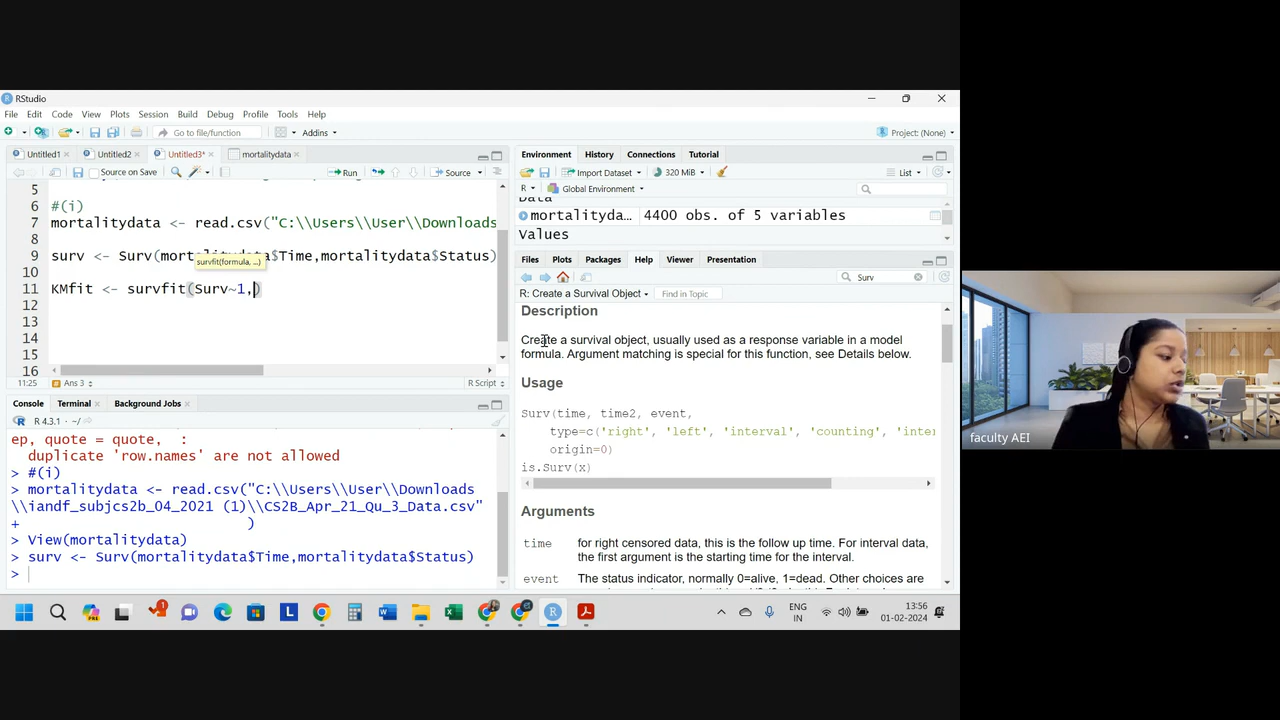 RStudio
File Edit Code View Plots Session Build Debug Profile Tools Help
Go to file/function Addins Project: (None)
Untitled1 Untitled2 Untitled3* mortalitydata
Source on Save Run Source
5
6 #(i)
7 mortalitydata <- read.csv("C:\\Users\\User\\Downloads
8
9 surv <- Surv(mortalitydata$Time,mortalitydata$Status)
survfit(formula, ...)
10
11 KMfit <- survfit(Surv~1,)
12
13
14
15
16
11:25 Ans 3 R Script
Console Terminal Background Jobs
R 4.3.1 · ~/
ep, quote = quote, :
duplicate 'row.names' are not allowed
> #(i)
> mortalitydata <- read.csv("C:\\Users\\User\\Downloads
\\iandf_subjcs2b_04_2021 (1)\\CS2B_Apr_21_Qu_3_Data.csv"
+ )
> View(mortalitydata)
> surv <- Surv(mortalitydata$Time,mortalitydata$Status)
>
Environment History Connections Tutorial
Import Dataset 320 MiB List
R Global Environment
Data
mortalityda... 4400 obs. of 5 variables
Values
Files Plots Packages Help Viewer Presentation
Surv
R: Create a Survival Object Find in Topic
Description
Create a survival object, usually used as a response variable in a model
formula. Argument matching is special for this function, see Details below.
Usage
Surv(time, time2, event,
type=c('right', 'left', 'interval', 'counting', 'inter
origin=0)
is.Surv(x)
Arguments
time for right censored data, this is the follow up time. For interval data,
the first argument is the starting time for the interval.
event The status indicator, normally 0=alive, 1=dead. Other choices are
faculty AEI
ENG
IN
13:56
01-02-2024